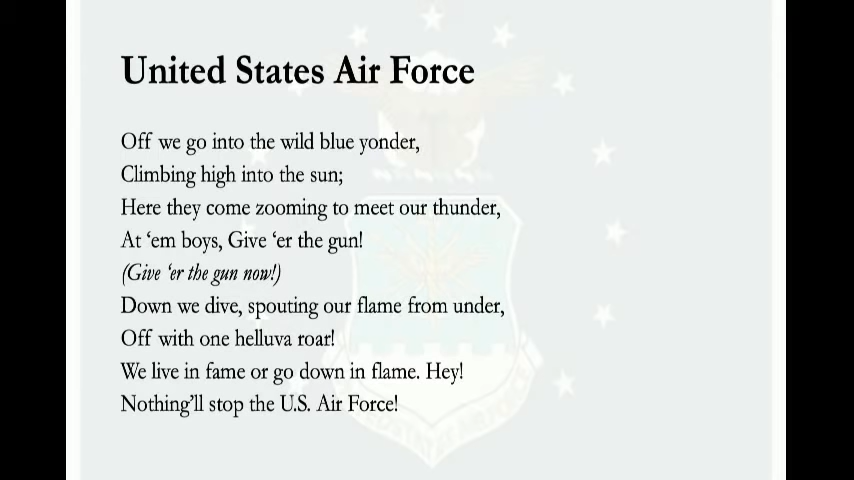 United States Air Force
Off we go into the wild blue yonder,
Climbing high into the sun;
Here they come zooming to meet our thunder,
At ‘em boys, Give ‘er the gun!
(Give ‘er the gun now!)
Down we dive, spouting our flame from under,
Off with one helluva roar!
We live in fame or go down in flame. Hey!
Nothing’ll stop the U.S. Air Force!